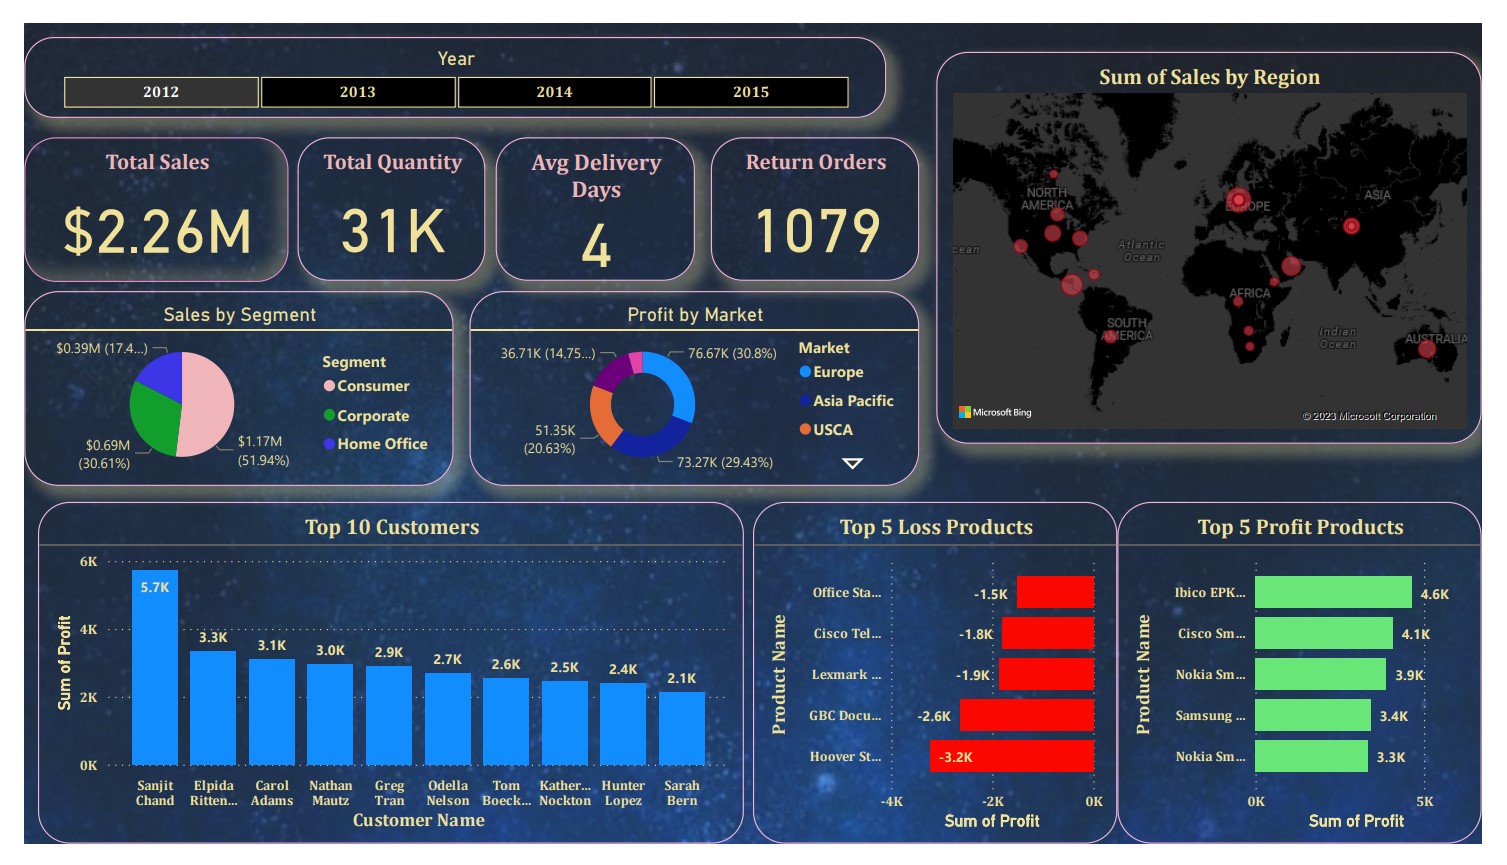 Year
2012
2013
2014
2015
Sum of Sales by Region
NORTH
AMERICA
EUROPE
ASIA
cean
Atlantic
Ocean
AFRICA
SOUTH
AMERICA
Indian
Ocean
AUSTRALIA
Microsoft Bing
© 2023 Microsoft Corporation
Total Sales
$2.26M
Total Quantity
31K
Avg Delivery
Days
4
Return Orders
1079
Sales by Segment
$0.39M (17.4...)
$0.69M
(30.61%)
$1.17M
(51.94%)
Segment
Consumer
Corporate
Home Office
Profit by Market
36.71K (14.75...)
76.67K (30.8%)
51.35K
(20.63%)
73.27K (29.43%)
Market
Europe
Asia Pacific
USCA
Top 10 Customers
Sum of Profit
6K
4K
2K
0K
5.7K
3.3K
3.1K
3.0K
2.9K
2.7K
2.6K
2.5K
2.4K
2.1K
Sanjit
Chand
Elpida
Ritten...
Carol
Adams
Nathan
Mautz
Greg
Tran
Odella
Nelson
Tom
Boeck...
Kather...
Nockton
Hunter
Lopez
Sarah
Bern
Customer Name
Top 5 Loss Products
Product Name
Office Sta...
-1.5K
Cisco Tel...
-1.8K
Lexmark ...
-1.9K
GBC Docu...
-2.6K
Hoover St...
-3.2K
-4K
-2K
0K
Sum of Profit
Top 5 Profit Products
Product Name
Ibico EPK...
4.6K
Cisco Sm...
4.1K
Nokia Sm...
3.9K
Samsung ...
3.4K
Nokia Sm...
3.3K
0K
5K
Sum of Profit